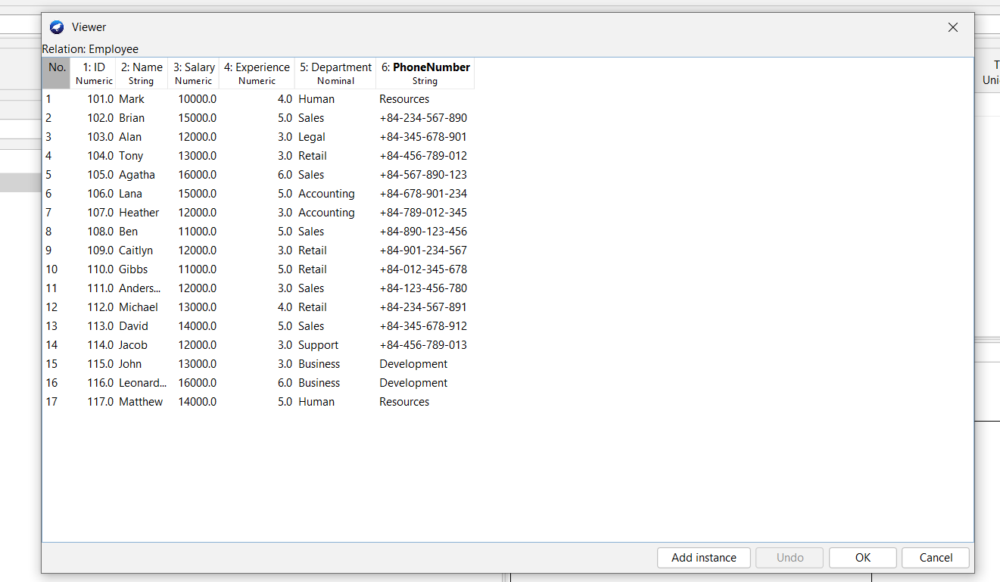 Viewer
Relation: Employee
No. 1: ID 2: Name 3: Salary 4: Experience 5: Department 6: PhoneNumber
Numeric String Numeric Numeric Nominal String
1 101.0 Mark 10000.0 4.0 Human Resources
2 102.0 Brian 15000.0 5.0 Sales +84-234-567-890
3 103.0 Alan 12000.0 3.0 Legal +84-345-678-901
4 104.0 Tony 13000.0 3.0 Retail +84-456-789-012
5 105.0 Agatha 16000.0 6.0 Sales +84-567-890-123
6 106.0 Lana 15000.0 5.0 Accounting +84-678-901-234
7 107.0 Heather 12000.0 3.0 Accounting +84-789-012-345
8 108.0 Ben 11000.0 5.0 Sales +84-890-123-456
9 109.0 Caitlyn 12000.0 3.0 Retail +84-901-234-567
10 110.0 Gibbs 11000.0 5.0 Retail +84-012-345-678
11 111.0 Anders... 12000.0 3.0 Sales +84-123-456-780
12 112.0 Michael 13000.0 4.0 Retail +84-234-567-891
13 113.0 David 14000.0 5.0 Sales +84-345-678-912
14 114.0 Jacob 12000.0 3.0 Support +84-456-789-013
15 115.0 John 13000.0 3.0 Business Development
16 116.0 Leonard... 16000.0 6.0 Business Development
17 117.0 Matthew 14000.0 5.0 Human Resources
Add instance Undo OK Cancel